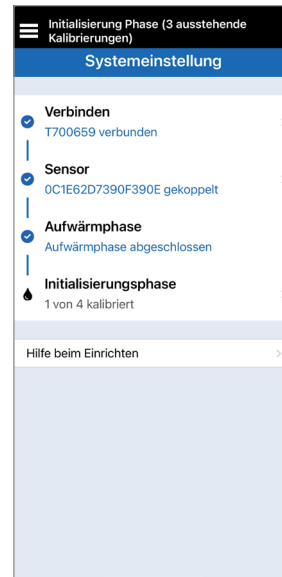 Initialisierung Phase (3 ausstehende
Kalibrierungen)
Systemeinstellung
Verbinden
T700659 verbunden
Sensor
0C1E62D7390F390E gekoppelt
Aufwärmphase
Aufwärmphase abgeschlossen
Initialisierungsphase
1 von 4 kalibriert
Hilfe beim Einrichten